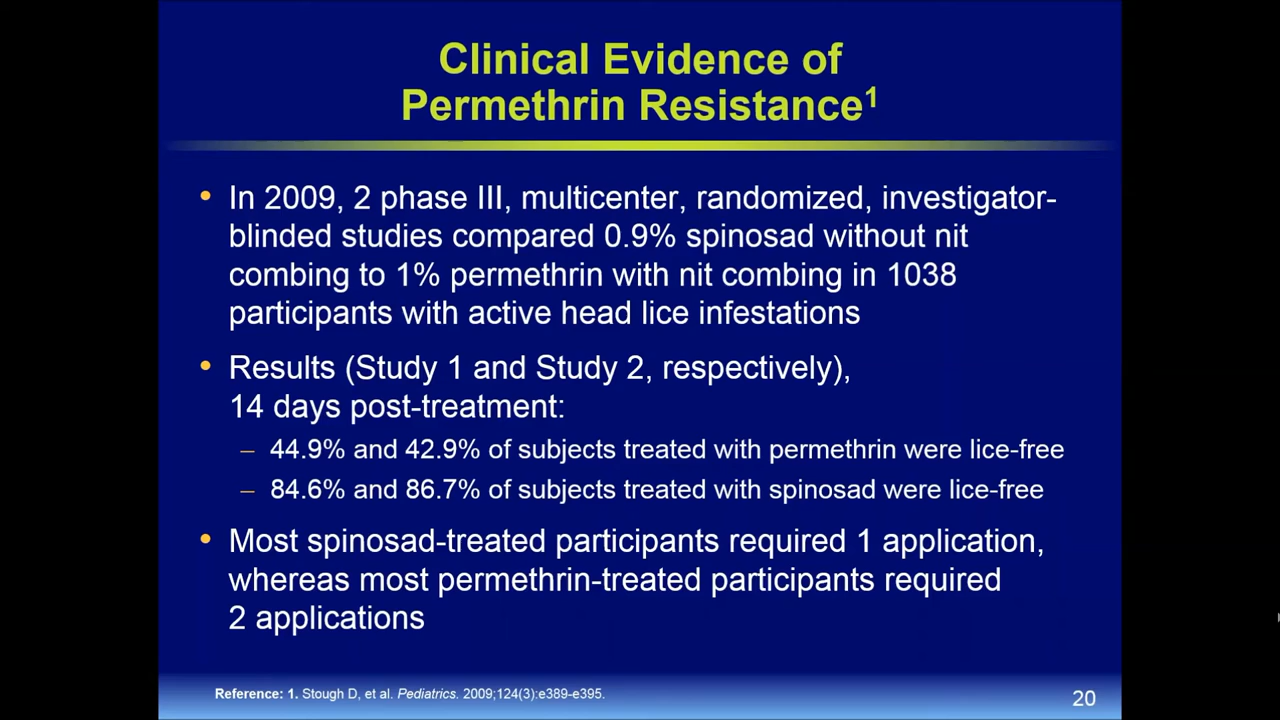 Clinical Evidence of
Permethrin Resistance¹
• In 2009, 2 phase III, multicenter, randomized, investigator-
blinded studies compared 0.9% spinosad without nit
combing to 1% permethrin with nit combing in 1038
participants with active head lice infestations
• Results (Study 1 and Study 2, respectively),
14 days post-treatment:
– 44.9% and 42.9% of subjects treated with permethrin were lice-free
– 84.6% and 86.7% of subjects treated with spinosad were lice-free
• Most spinosad-treated participants required 1 application,
whereas most permethrin-treated participants required
2 applications
Reference: 1. Stough D, et al. Pediatrics. 2009;124(3):e389-e395.
20